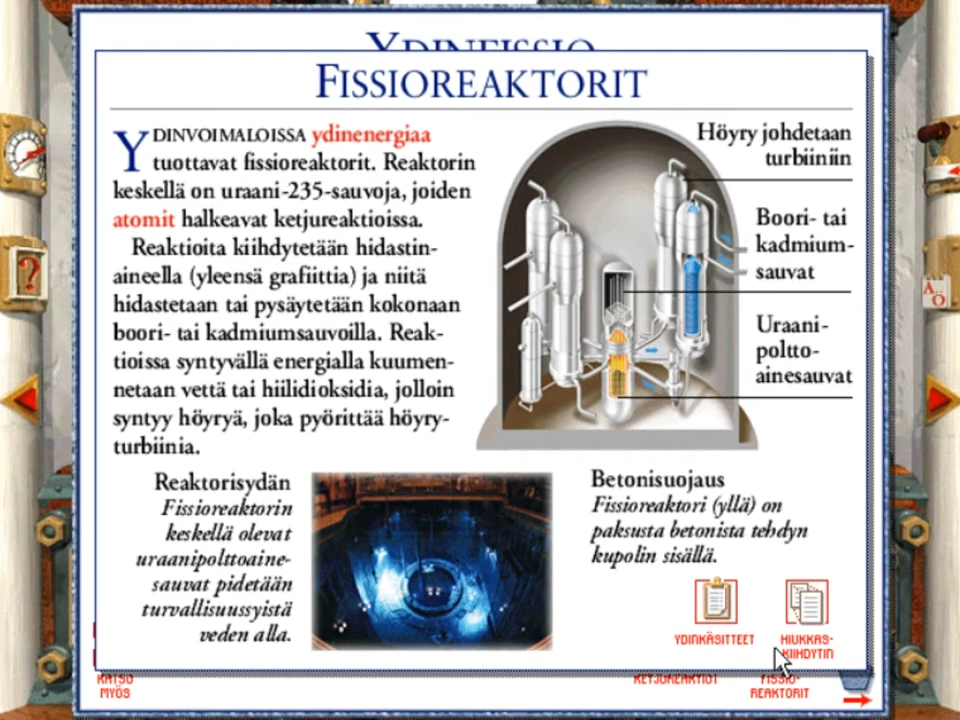 YDINFISSIO
FISSIOREAKTORIT
YDINVOIMALOISSA ydinenergiaa
tuottavat fissioreaktorit. Reaktorin
keskellä on uraani-235-sauvoja, joiden
atomit halkeavat ketjureaktioissa.
Reaktioita kiihdytetään hidastin-
aineella (yleensä grafiittia) ja niitä
hidastetaan tai pysäytetään kokonaan
boori- tai kadmiumsauvoilla. Reak-
tioissa syntyvällä energialla kuumen-
netaan vettä tai hiilidioksidia, jolloin
syntyy höyryä, joka pyörittää höyry-
turbiinia.
Höyry johdetaan
turbiiniin
Boori- tai
kadmium-
sauvat
Uraani-
poltto-
ainesauvat
Reaktorisydän
Fissioreaktorin
keskellä olevat
uraanipolttoaine-
sauvat pidetään
turvallisuussyistä
veden alla.
Betonisuojaus
Fissioreaktori (yllä) on
paksusta betonista tehdyn
kupolin sisällä.
YDINKÄSITTEET
HIUKKAS-
KIIHDYTIN
KATSO
MYÖS
KETJUREAKTIOT
FISSIO-
REAKTORIT
?
A...
Ö